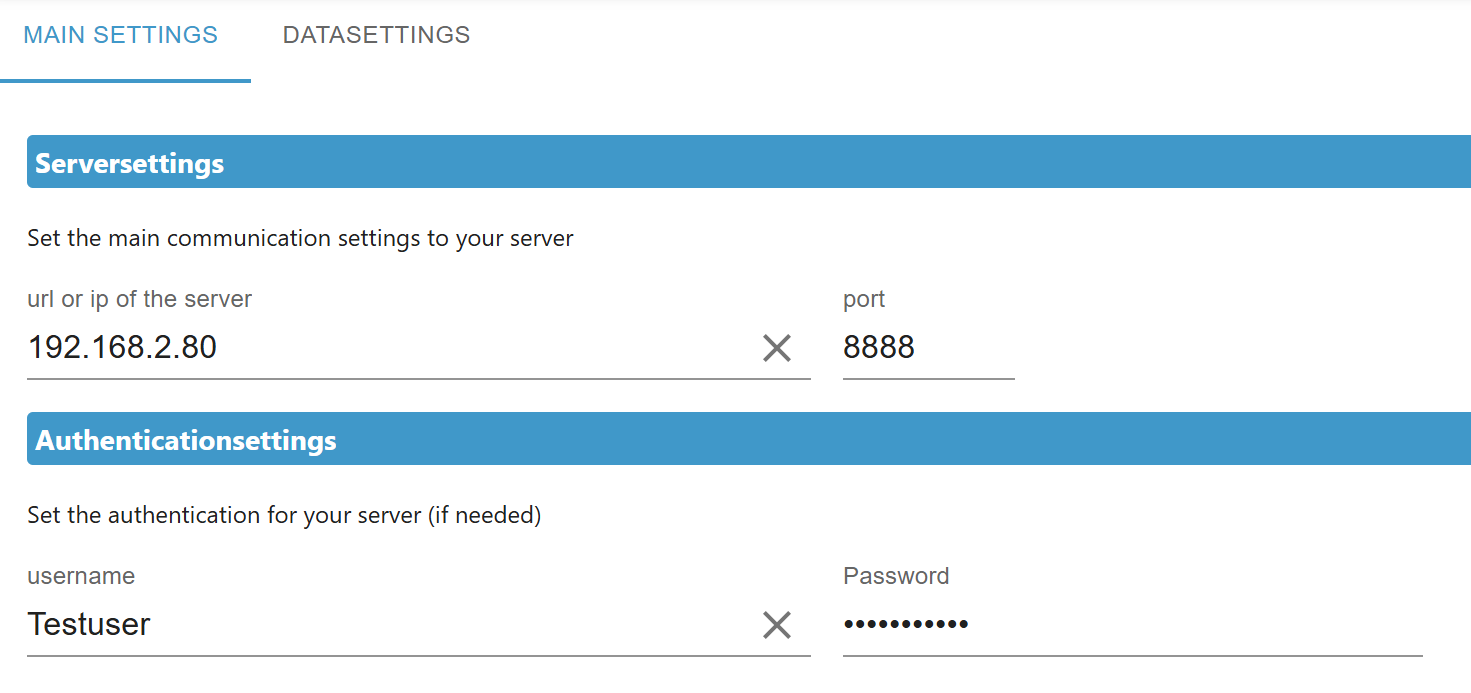 MAIN SETTINGS DATASETTINGS
Serversettings
Set the main communication settings to your server
url or ip of the server port
192.168.2.80 8888
Authenticationsettings
Set the authentication for your server (if needed)
username Password
Testuser •••••••••••